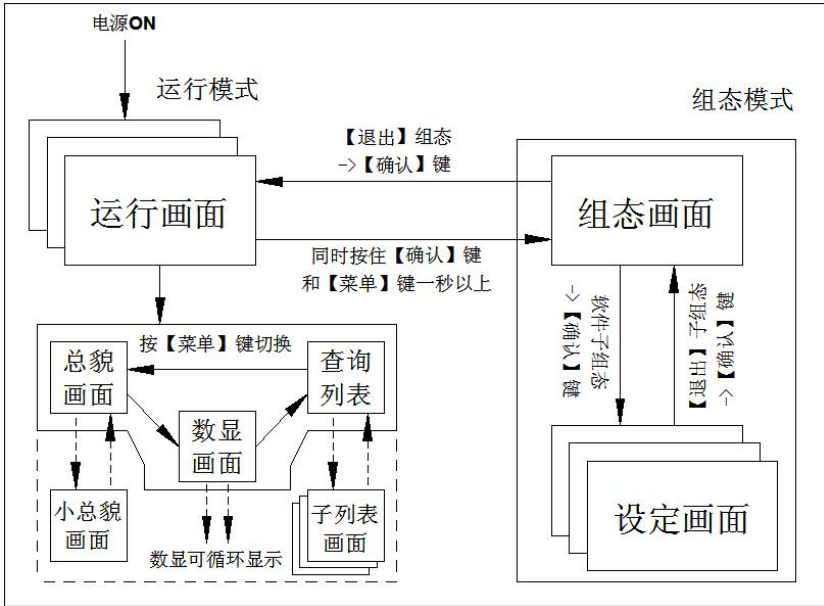 电源ON
运行模式
组态模式
【退出】组态
->【确认】键
运行画面
组态画面
同时按住【确认】键
和【菜单】键一秒以上
软件子组态
->【确认】键
【退出】子组态
->【确认】键
按【菜单】键切换
总貌
画面
查询
列表
数显
画面
小总貌
画面
子列表
画面
数显可循环显示
设定画面